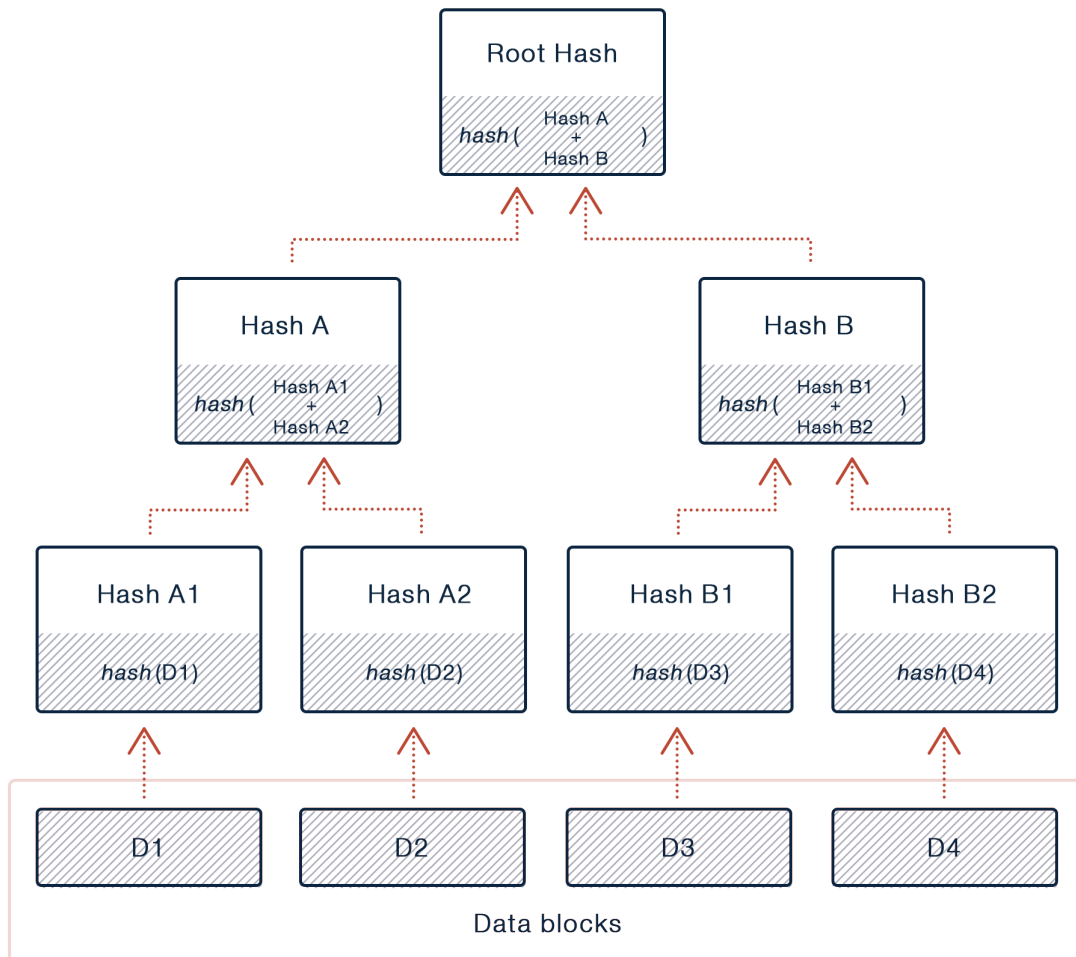 Root Hash
Hash A
hash( + )
Hash B
Hash A
Hash B
Hash A1
hash( + )
Hash A2
Hash B1
hash( + )
Hash B2
Hash A1
Hash A2
Hash B1
Hash B2
hash(D1)
hash(D2)
hash(D3)
hash(D4)
D1
D2
D3
D4
Data blocks